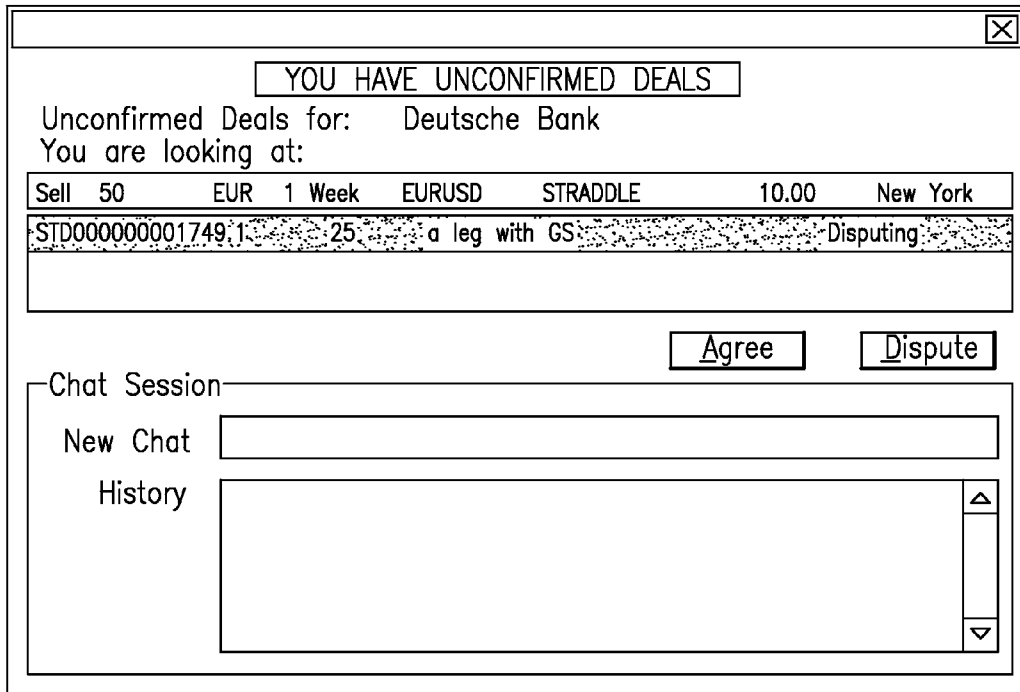 YOU HAVE UNCONFIRMED DEALS
Unconfirmed Deals for: Deutsche Bank
You are looking at:
Sell 50 EUR 1 Week EURUSD STRADDLE 10.00 New York
STD000000001749.1 25 a leg with GS Disputing
Agree Dispute
Chat Session
New Chat
History